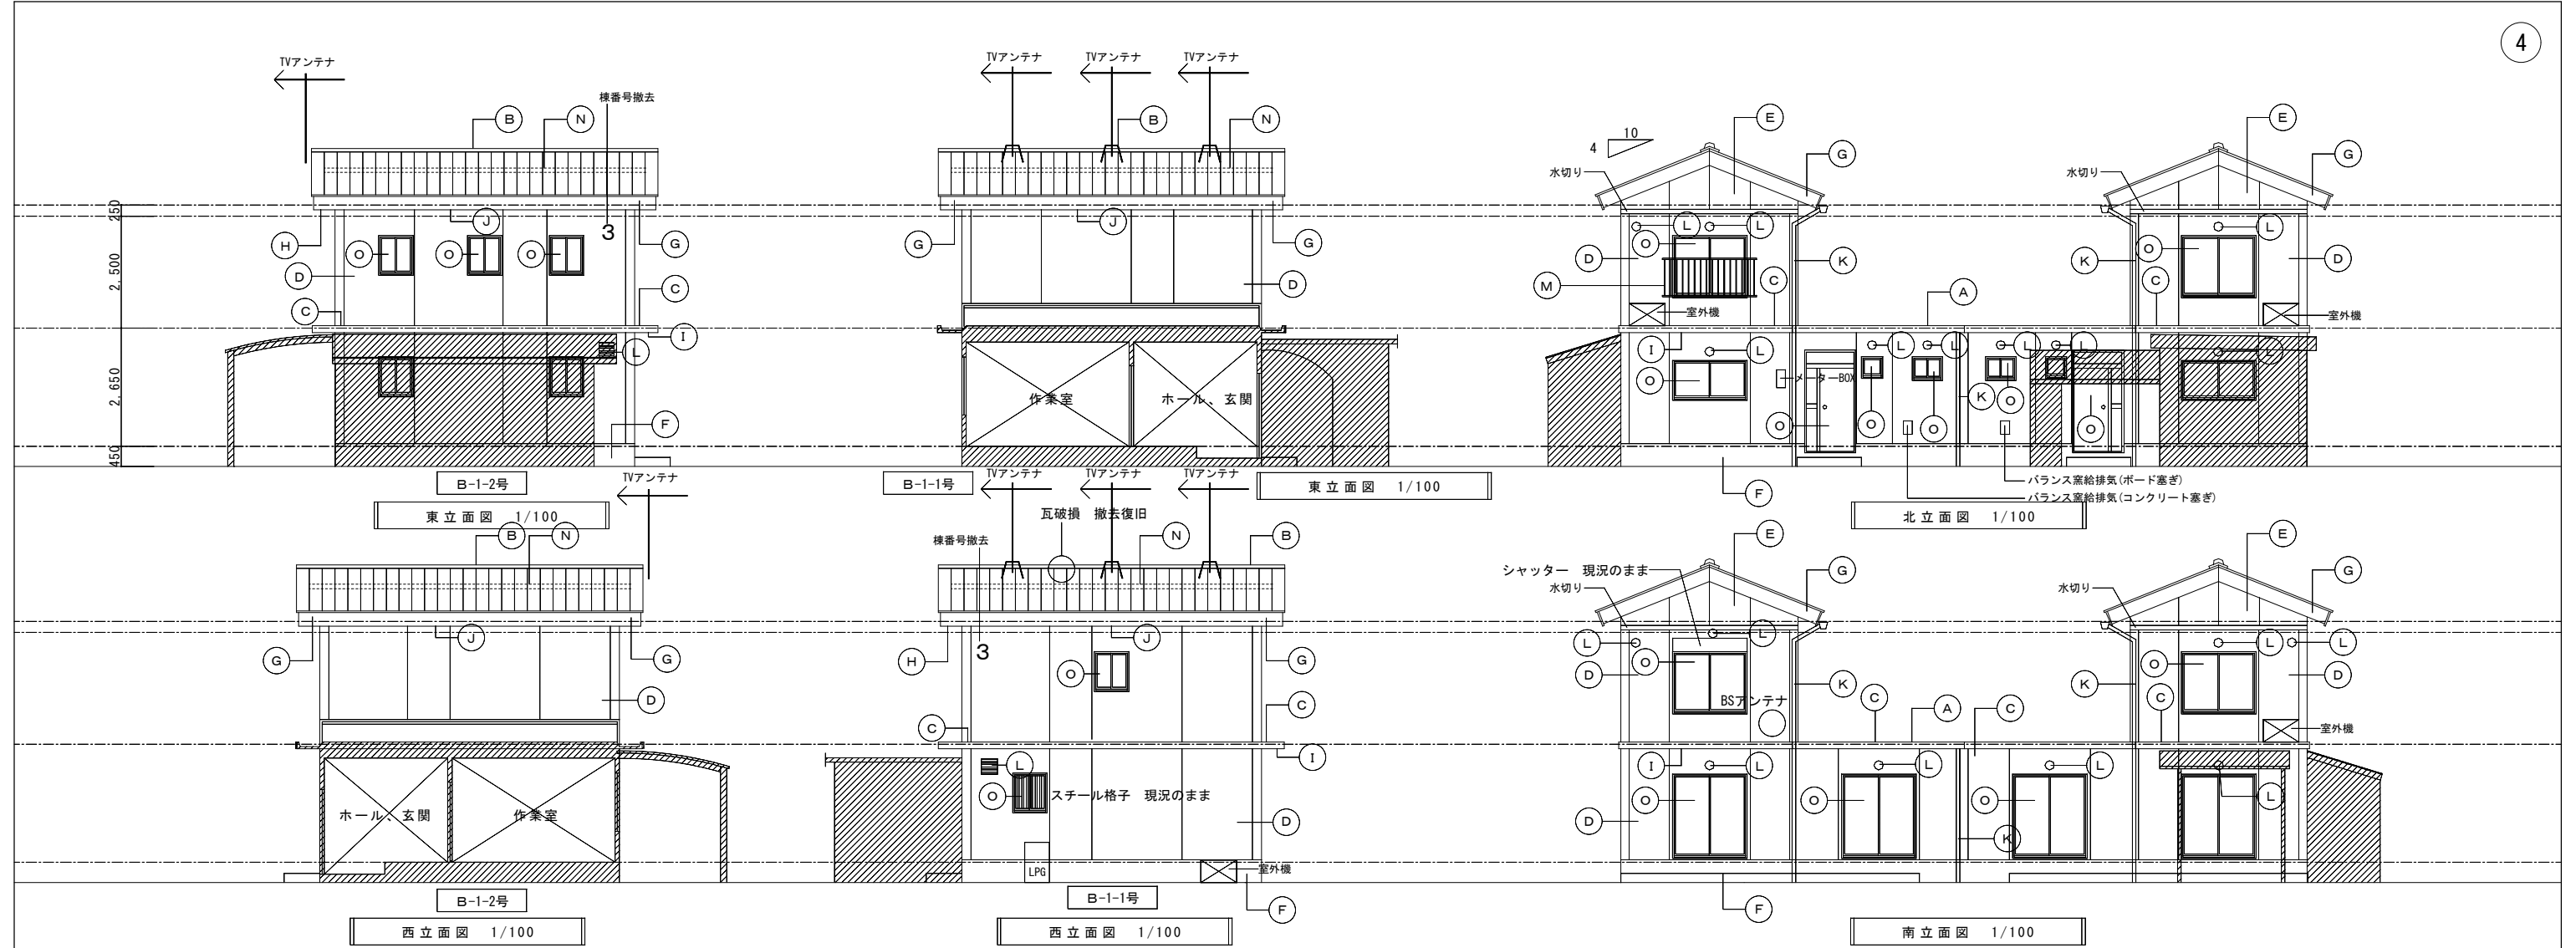 4
TVアンテナ
棟番号撤去
B
N
3
J
H
G
O
O
O
D
C
C
I
L
F
250
2,500
2,650
450
B-1-2号
東立面図 1/100
TVアンテナ
TVアンテナ
TVアンテナ
B
N
J
G
G
D
作業室
ホール、玄関
B-1-1号
東立面図 1/100
10
4
水切り
E
G
水切り
E
G
L
L
O
D
K
C
M
室外機
A
K
O
L
D
C
室外機
I
L
O
メーターBOX
L
L
L
L
L
K
O
O
O
O
O
F
バランス窯給排気(ボード塞ぎ)
バランス窯給排気(コンクリート塞ぎ)
北立面図 1/100
TVアンテナ
B
N
G
J
G
D
ホール、玄関
作業室
B-1-2号
西立面図 1/100
TVアンテナ
TVアンテナ
TVアンテナ
瓦破損 撤去復旧
棟番号撤去
N
B
3
J
H
G
O
C
C
I
L
O
スチール格子 現況のまま
D
LPG
室外機
F
B-1-1号
西立面図 1/100
シャッター 現況のまま
水切り
E
G
水切り
E
G
L
L
O
D
K
BSアンテナ
C
A
C
K
O
L
L
D
C
室外機
I
L
L
L
L
O
O
O
D
K
F
南立面図 1/100